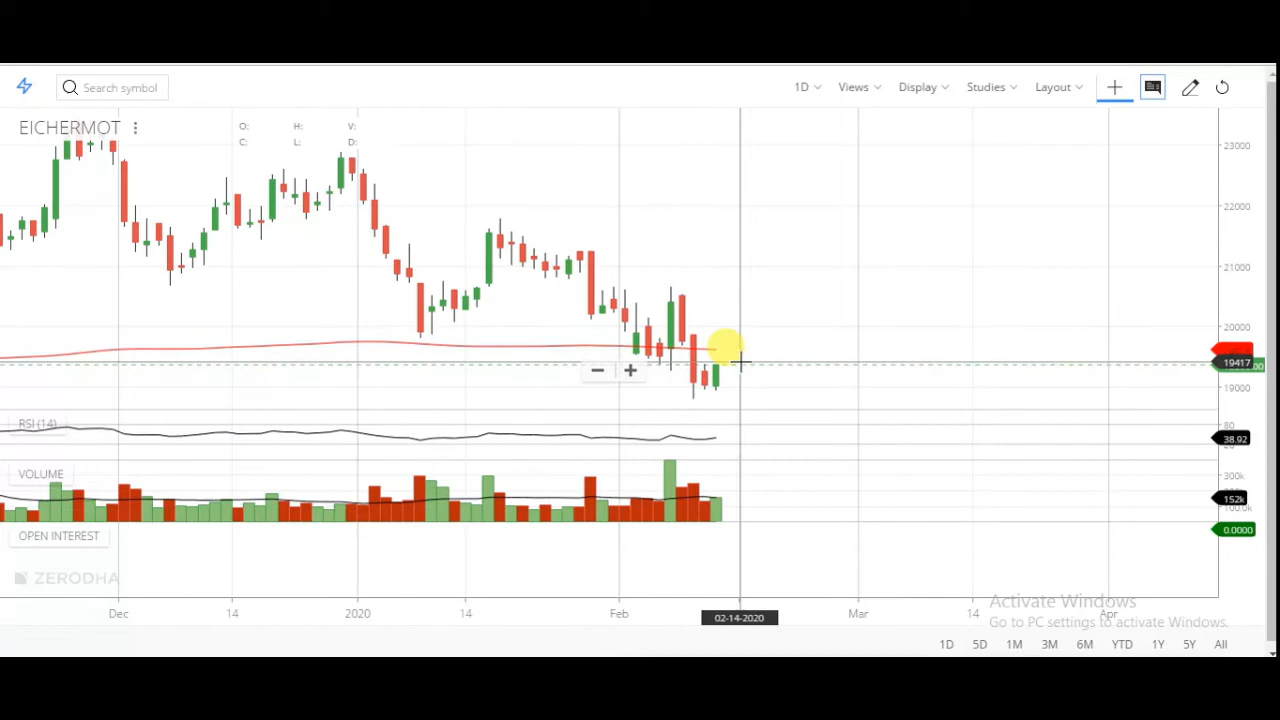 Search symbol
1D Views Display Studies Layout
EICHERMOT
O: H: V:
C: L: D:
23000
22000
21000
20000
19417
19000
RSI (14)
80
38.92
VOLUME
300k
152k
100.0k
OPEN INTEREST
0.0000
ZERODHA
Dec 14 2020 14 Feb 02-14-2020 Mar 14 Apr
Activate Windows
Go to PC settings to activate Windows.
1D 5D 1M 3M 6M YTD 1Y 5Y All